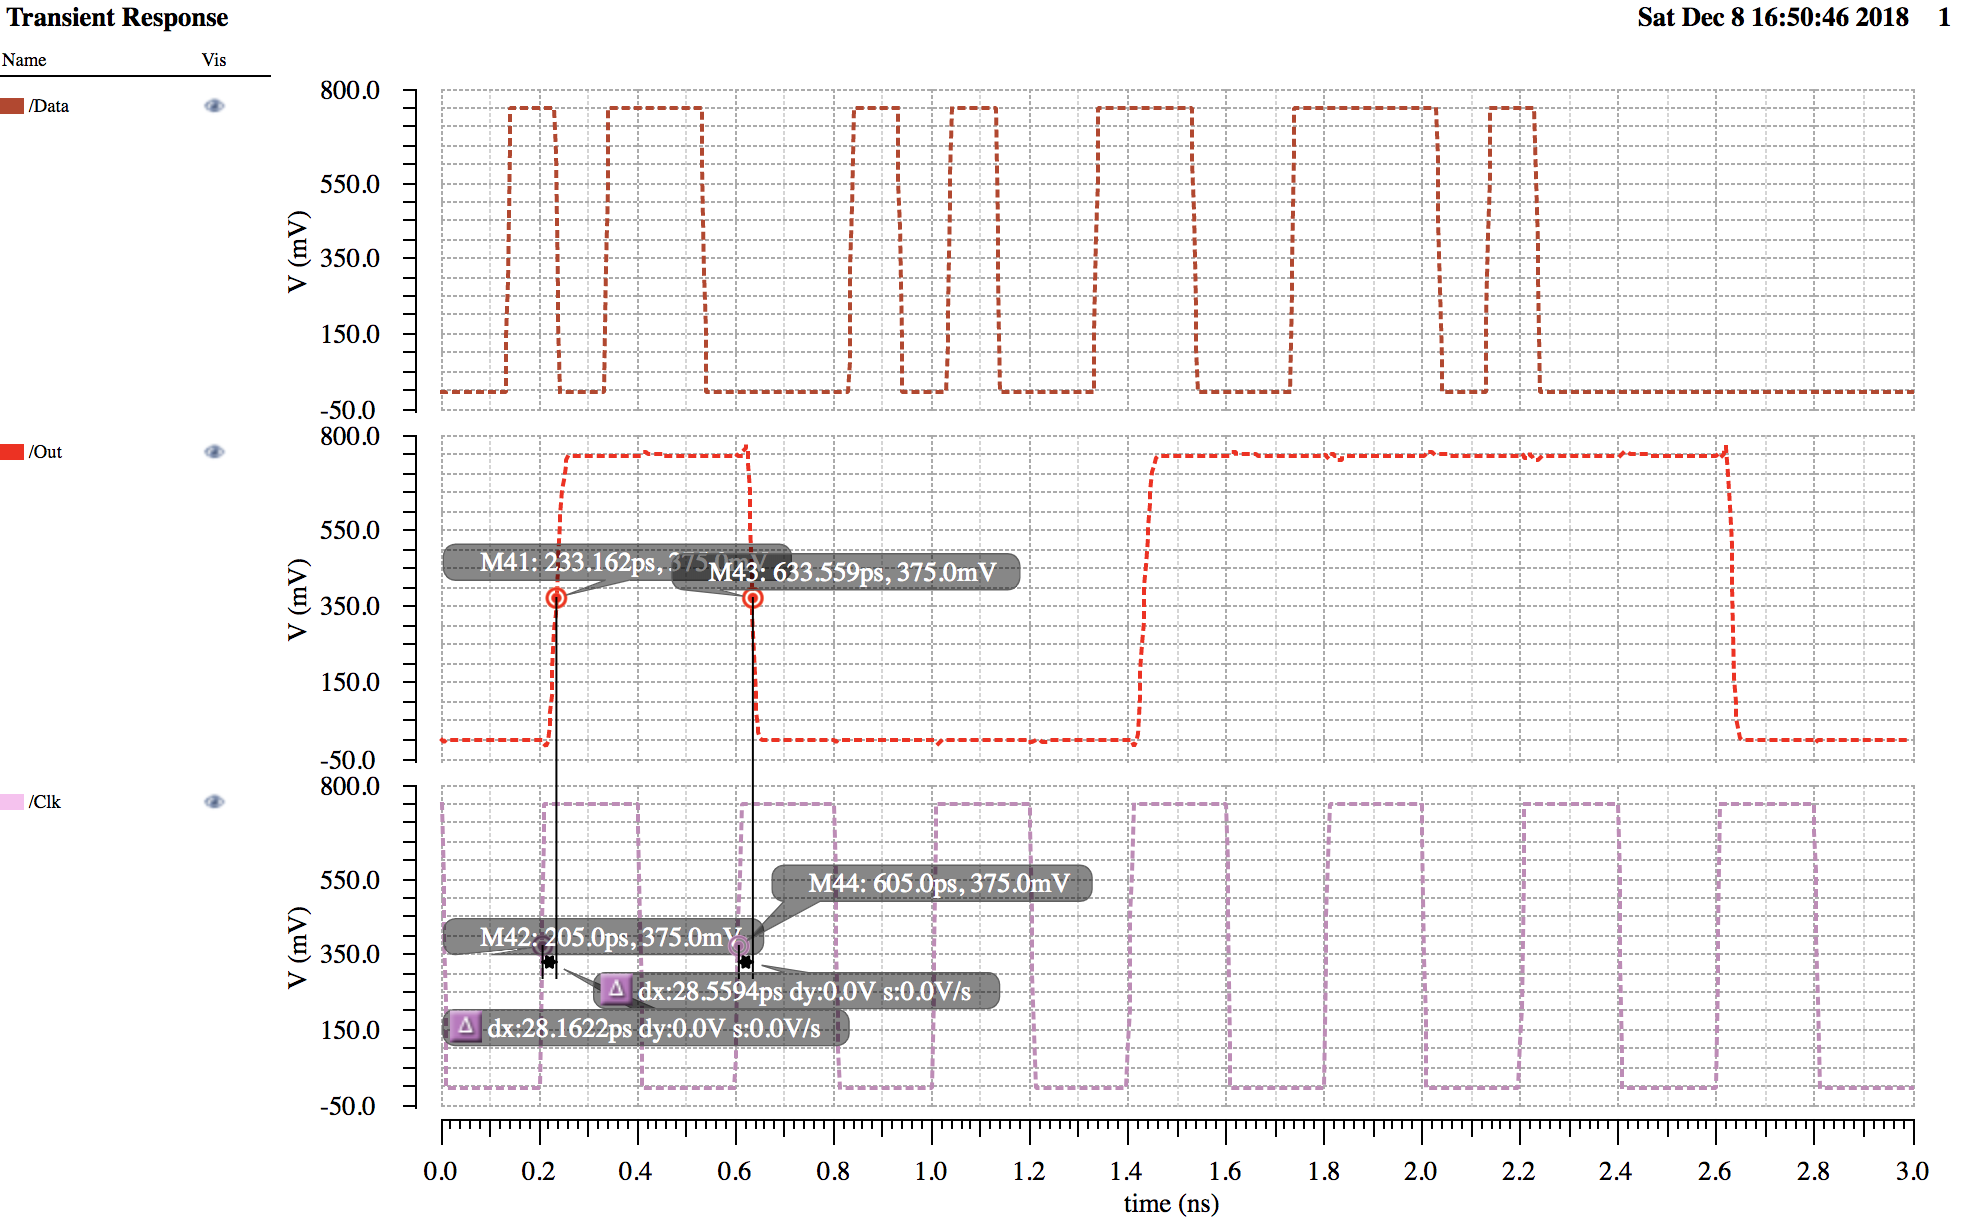 Transient Response
Sat Dec 8 16:50:46 2018 1
Name Vis
/Data
800.0
550.0
350.0
150.0
-50.0
V (mV)
/Out
800.0
550.0
350.0
150.0
-50.0
V (mV)
M41: 233.162ps, 375.0mV
M43: 633.559ps, 375.0mV
/Clk
800.0
550.0
350.0
150.0
-50.0
V (mV)
M44: 605.0ps, 375.0mV
M42: 205.0ps, 375.0mV
Δ dx:28.5594ps dy:0.0V s:0.0V/s
Δ dx:28.1622ps dy:0.0V s:0.0V/s
0.0 0.2 0.4 0.6 0.8 1.0 1.2 1.4 1.6 1.8 2.0 2.2 2.4 2.6 2.8 3.0
time (ns)